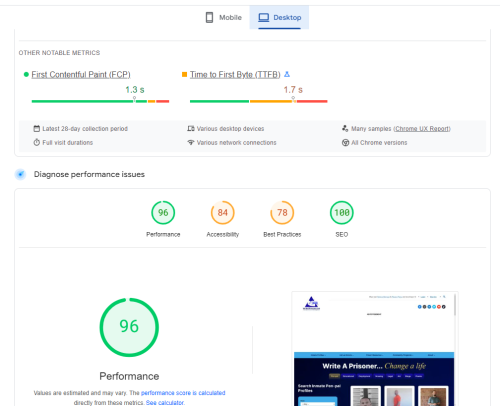 Mobile
Desktop
OTHER NOTABLE METRICS
First Contentful Paint (FCP)
Time to First Byte (TTFB)
1.3 s
1.7 s
Latest 28-day collection period
Various desktop devices
Many samples (Chrome UX Report)
Full visit durations
Various network connections
All Chrome versions
Diagnose performance issues
96
84
78
100
Performance
Accessibility
Best Practices
SEO
96
Performance
Values are estimated and may vary. The performance score is calculated
directly from these metrics. See calculator.
Write A Prisoner... Change a life
Search Inmate Pen-pal
Profiles